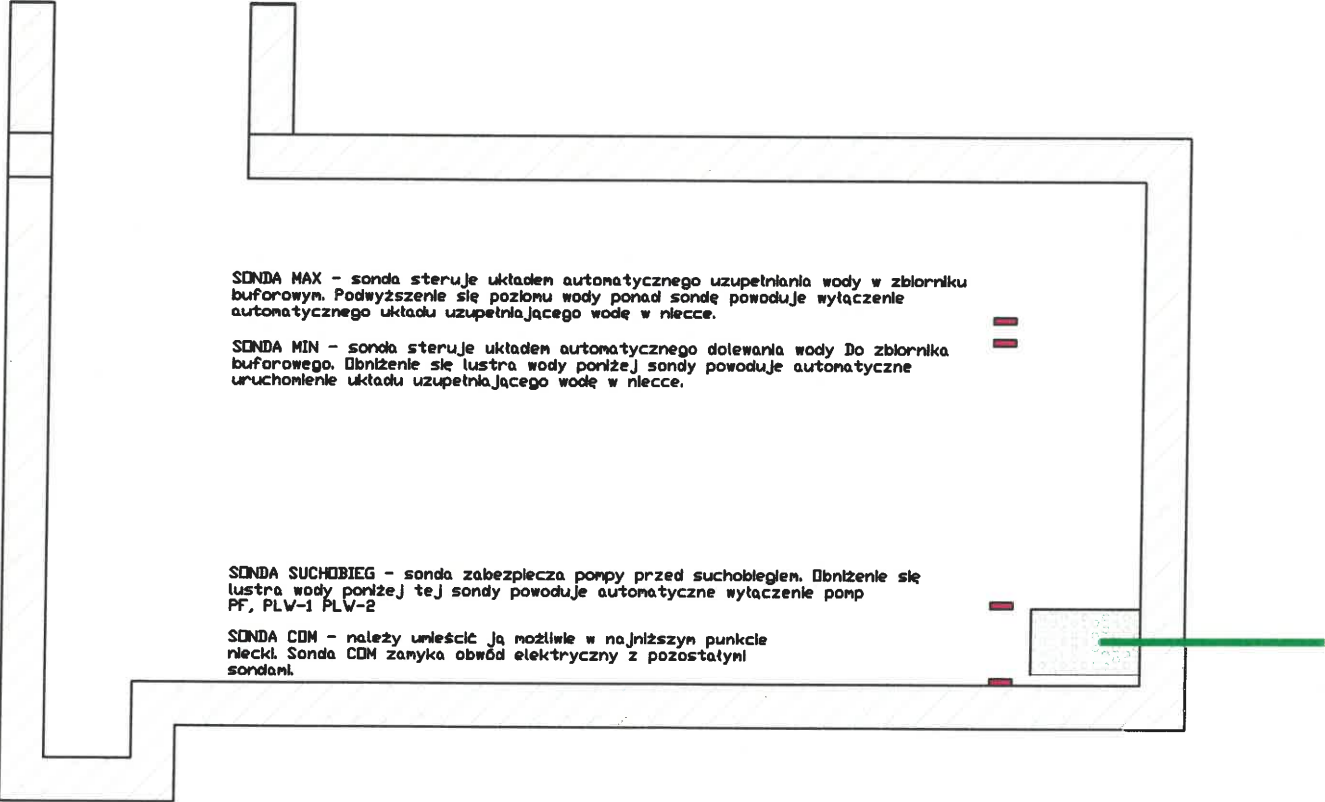 SONDA MAX - sonda steruje układem automatycznego uzupełniania wody w zbiorniku
buforowym. Podwyższenie się poziomu wody ponad sondę powoduje wyłączenie
automatycznego układu uzupełniającego wodę w niecce.
SONDA MIN - sonda steruje układem automatycznego dolewania wody Do zbiornika
buforowego. Obniżenie się lustra wody poniżej sondy powoduje automatyczne
uruchomienie układu uzupełniającego wodę w niecce.
SONDA SUCHOBIEG - sonda zabezpiecza pompy przed suchobiegiem. Obniżenie się
lustra wody poniżej tej sondy powoduje automatyczne wyłączenie pomp
PF, PLW-1 PLW-2
SONDA COM - należy umieścić ją możliwie w najniższym punkcie
niecki. Sonda COM zamyka obwód elektryczny z pozostałymi
sondami.